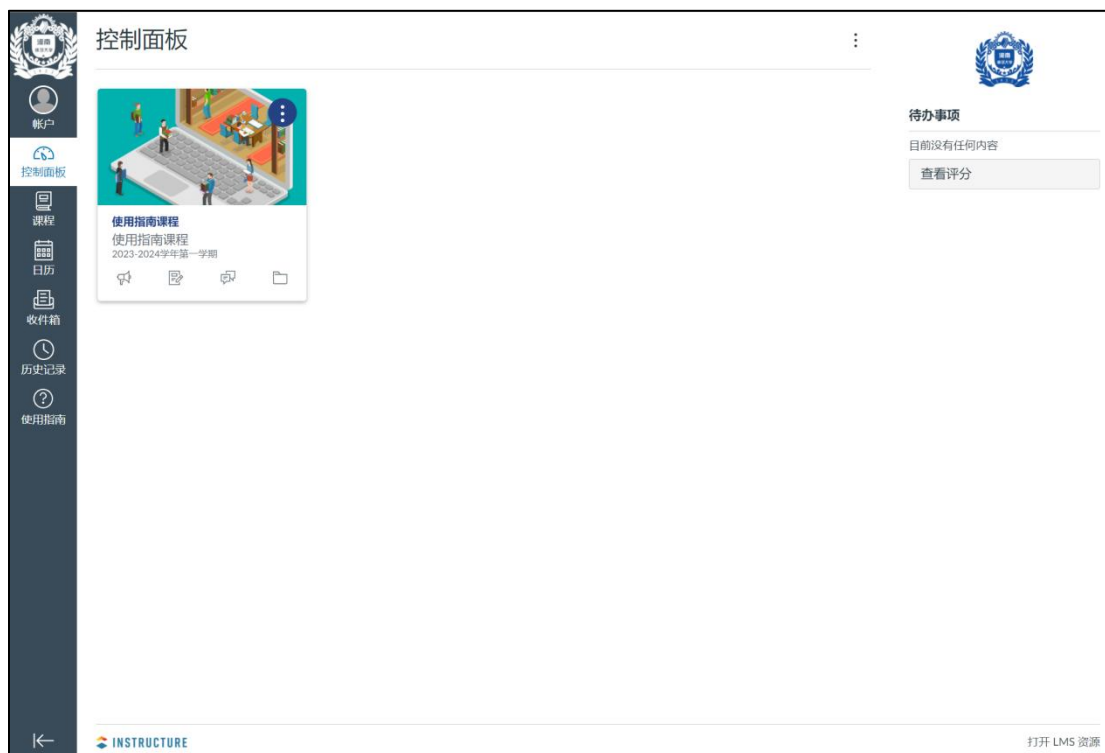 控制面板
帐户
控制面板
课程
日历
收件箱
历史记录
使用指南
使用指南课程
使用指南课程
2023-2024学年第一学期
待办事项
目前没有任何内容
查看评分
INSTRUCTURE
打开 LMS 资源